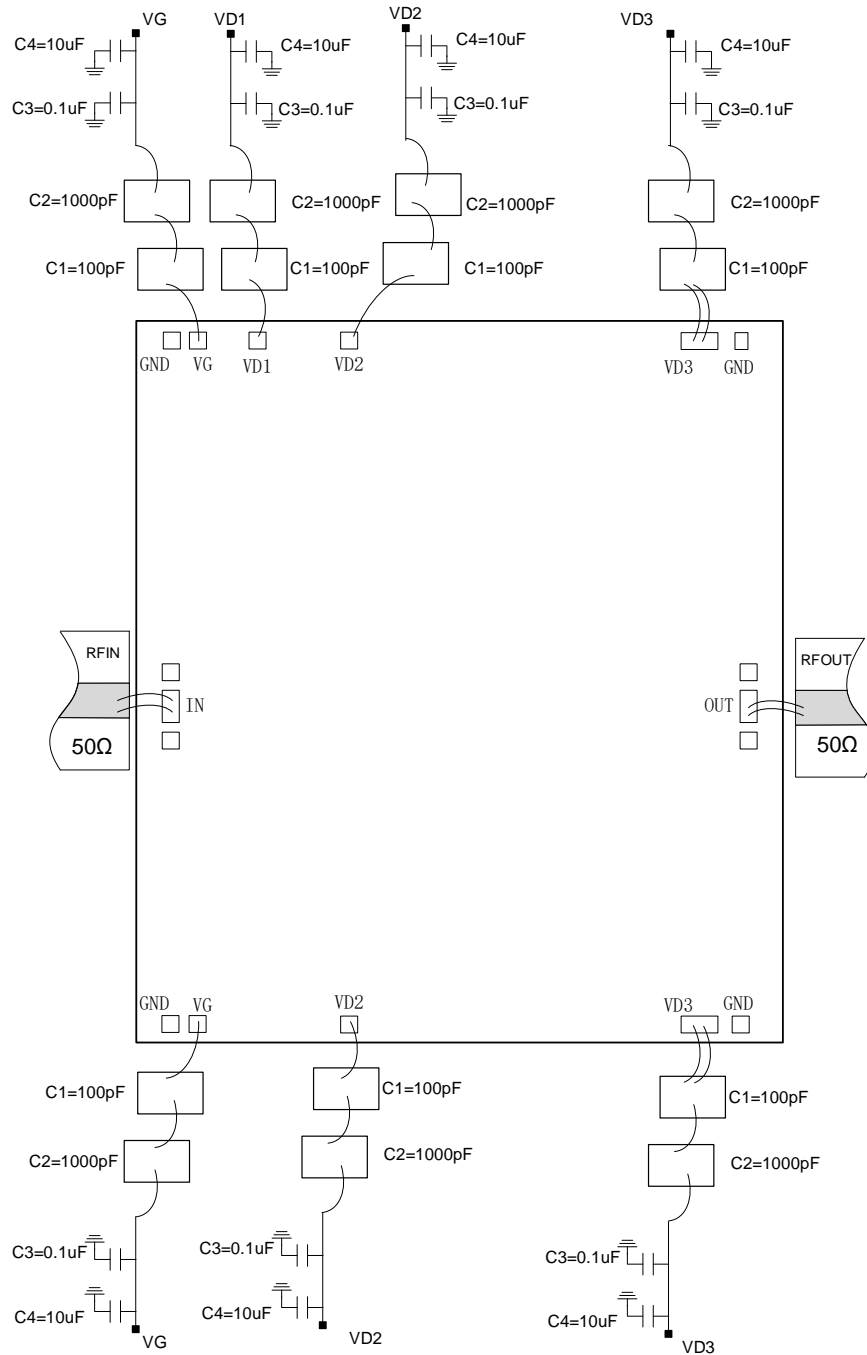 VG
VD1
VD2
VD3
C4=10uF
C4=10uF
C4=10uF
C4=10uF
C3=0.1uF
C3=0.1uF
C3=0.1uF
C3=0.1uF
C2=1000pF
C2=1000pF
C2=1000pF
C2=1000pF
C1=100pF
C1=100pF
C1=100pF
C1=100pF
GND
VG
VD1
VD2
VD3
GND
RFIN
RFOUT
IN
OUT
50Ω
50Ω
GND
VG
VD2
VD3
GND
C1=100pF
C1=100pF
C1=100pF
C2=1000pF
C2=1000pF
C2=1000pF
C3=0.1uF
C3=0.1uF
C3=0.1uF
C4=10uF
C4=10uF
C4=10uF
VG
VD2
VD3